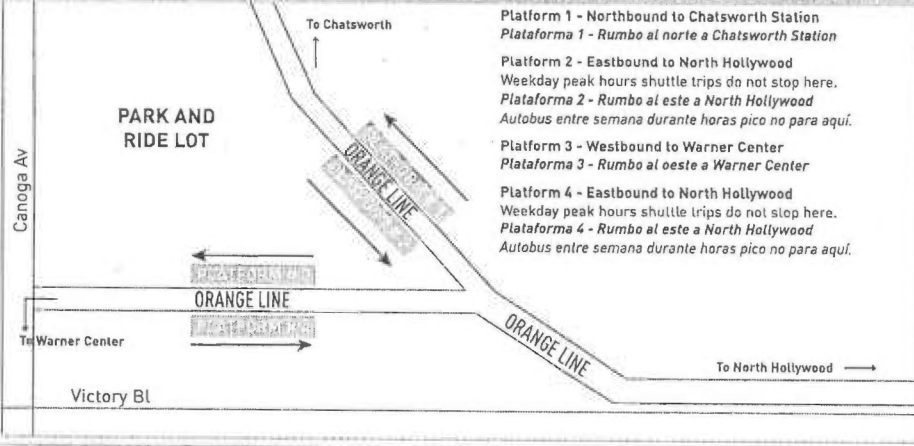 To Chatsworth
Platform 1 - Northbound to Chatsworth Station
Plataforma 1 - Rumbo al norte a Chatsworth Station
Platform 2 - Eastbound to North Hollywood
Weekday peak hours shuttle trips do not stop here.
Plataforma 2 - Rumbo al este a North Hollywood
Autobus entre semana durante horas pico no para aquí.
Platform 3 - Westbound to Warner Center
Plataforma 3 - Rumbo al oeste a Warner Center
Platform 4 - Eastbound to North Hollywood
Weekday peak hours shuttle trips do not stop here.
Plataforma 4 - Rumbo al este a North Hollywood
Autobus entre semana durante horas pico no para aquí.
PARK AND
RIDE LOT
Canoga Av
ORANGE LINE
PLATFORM
ORANGE LINE
PLATFORM
To Warner Center
ORANGE LINE
To North Hollywood
Victory Bl